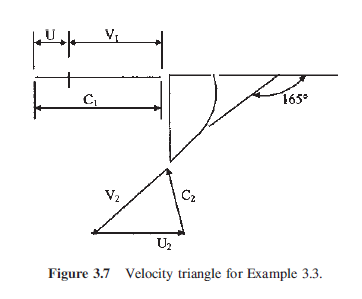 U V₁
C₁
165°
V₂ C₂
U₂
Figure 3.7 Velocity triangle for Example 3.3.